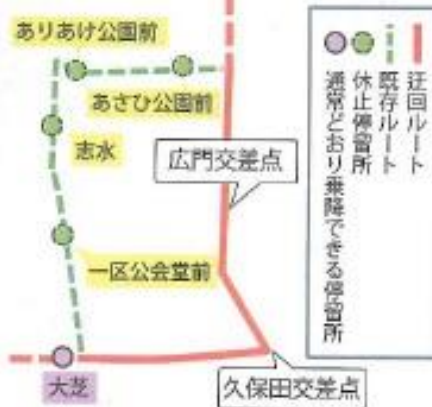 ありあけ公園前
あさひ公園前
志水
広門交差点
一区公会堂前
大芝
久保田交差点
迂回ルート
既存ルート
休止停留所
通常どおり乗降できる停留所